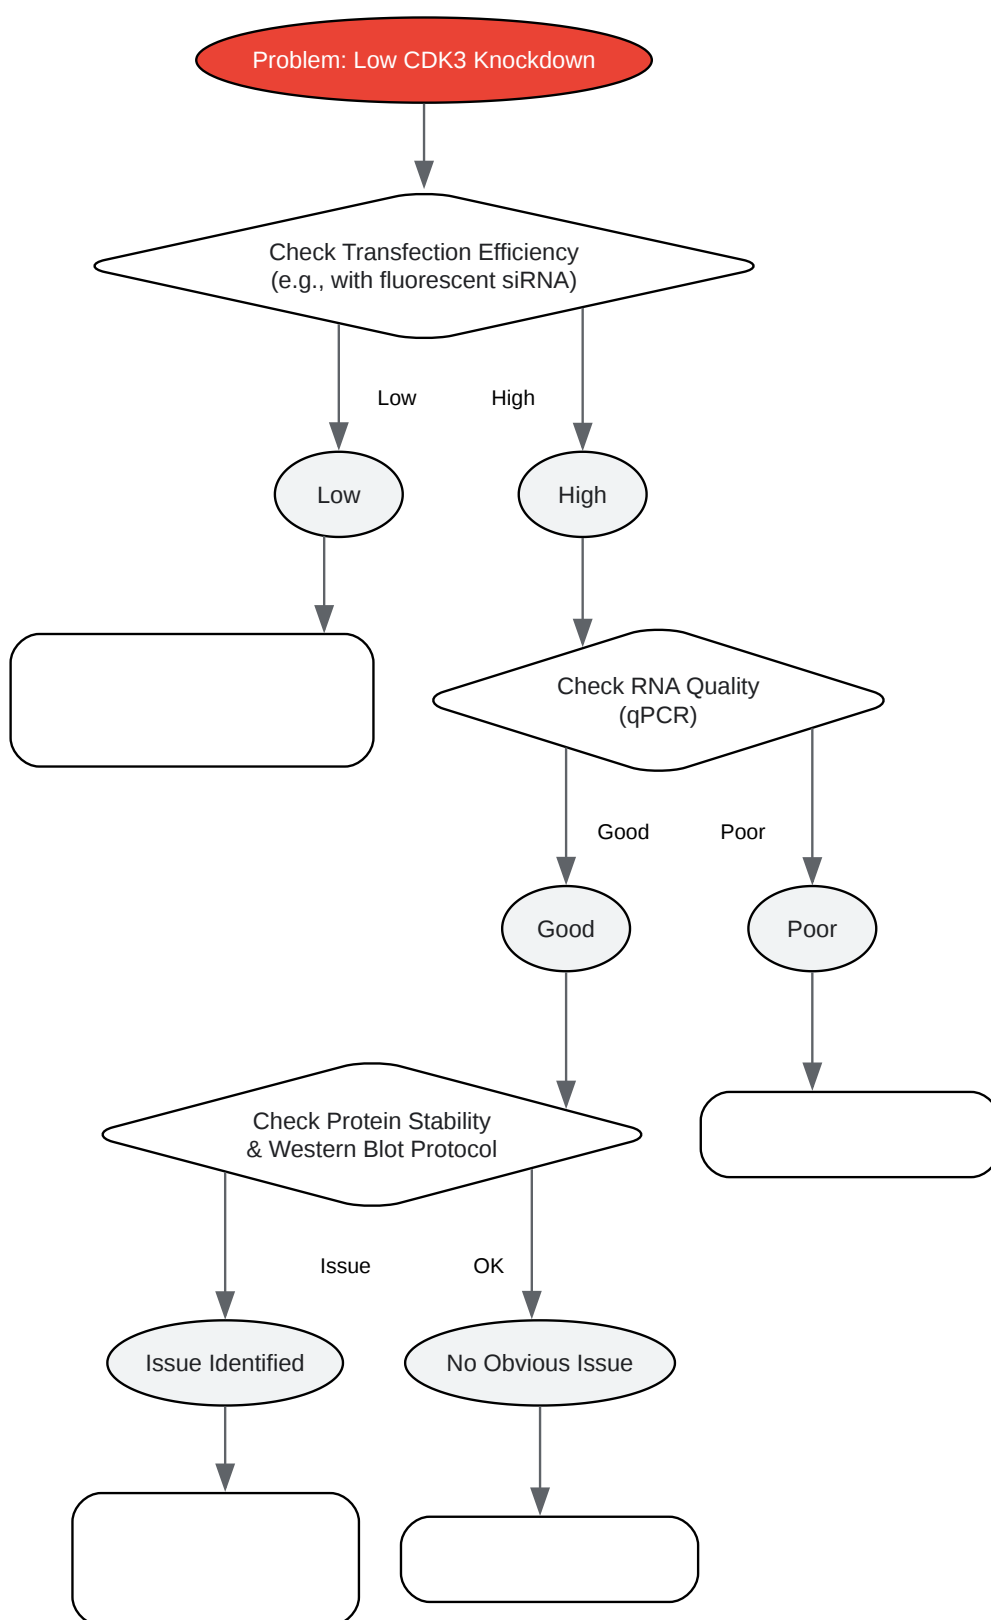 Problem: Low CDK3 Knockdown
Check Transfection Efficiency
(e.g., with fluorescent siRNA)
Low
High
Low
High
Check RNA Quality
(qPCR)
Good
Poor
Good
Poor
Check Protein Stability
& Western Blot Protocol
Issue
OK
Issue Identified
No Obvious Issue